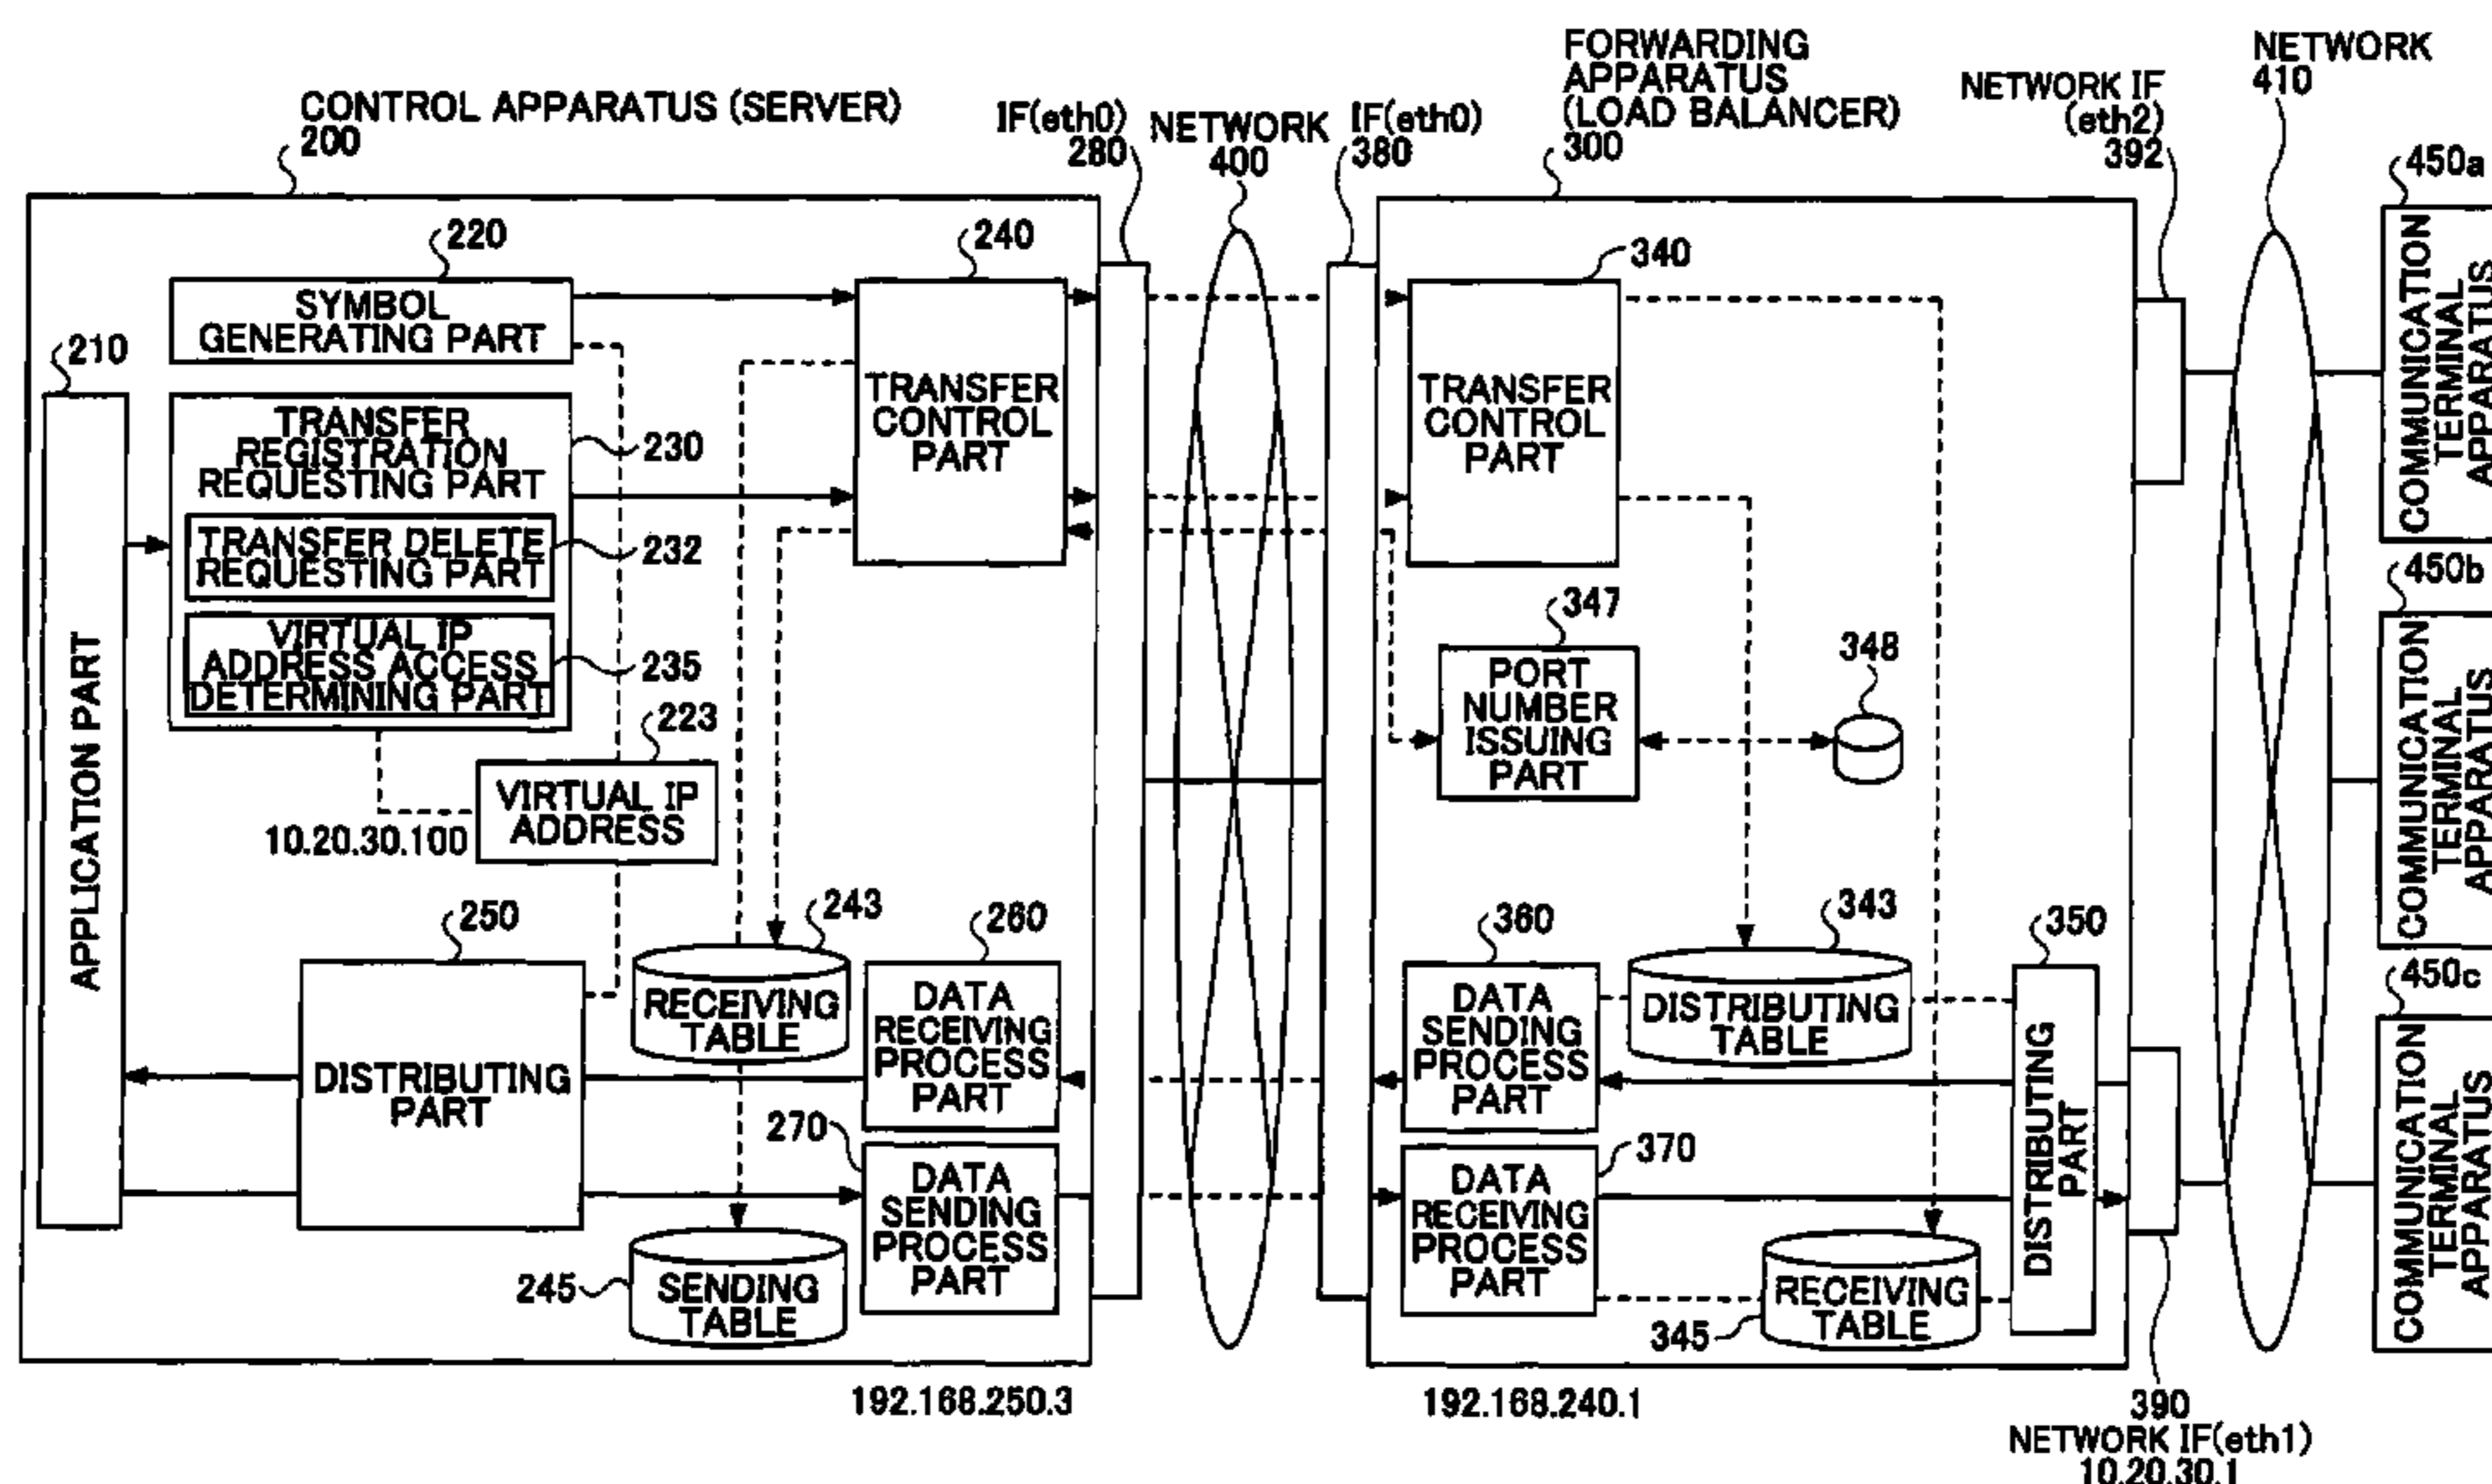 CONTROL APPARATUS (SERVER)
200
IF(eth0)
280
NETWORK
400
IF(eth0)
380
FORWARDING
APPARATUS
(LOAD BALANCER)
300
NETWORK IF
(eth2)
392
NETWORK
410
450a
COMMUNICATION
TERMINAL
APPARATUS
220
SYMBOL
GENERATING PART
240
TRANSFER
CONTROL
PART
340
TRANSFER
CONTROL
PART
210
APPLICATION PART
TRANSFER
REGISTRATION
REQUESTING PART
230
TRANSFER DELETE
REQUESTING PART
232
VIRTUAL IP
ADDRESS ACCESS
DETERMINING PART
235
223
VIRTUAL IP
ADDRESS
10.20.30.100
347
PORT
NUMBER
ISSUING
PART
348
450b
COMMUNICATION
TERMINAL
APPARATUS
250
DISTRIBUTING
PART
243
RECEIVING
TABLE
260
DATA
RECEIVING
PROCESS
PART
360
DATA
SENDING
PROCESS
PART
343
DISTRIBUTING
TABLE
350
DISTRIBUTING
PART
450c
COMMUNICATION
TERMINAL
APPARATUS
270
DATA
SENDING
PROCESS
PART
370
DATA
RECEIVING
PROCESS
PART
245
SENDING
TABLE
345
RECEIVING
TABLE
192.168.250.3
192.168.240.1
390
NETWORK IF(eth1)
10.20.30.1